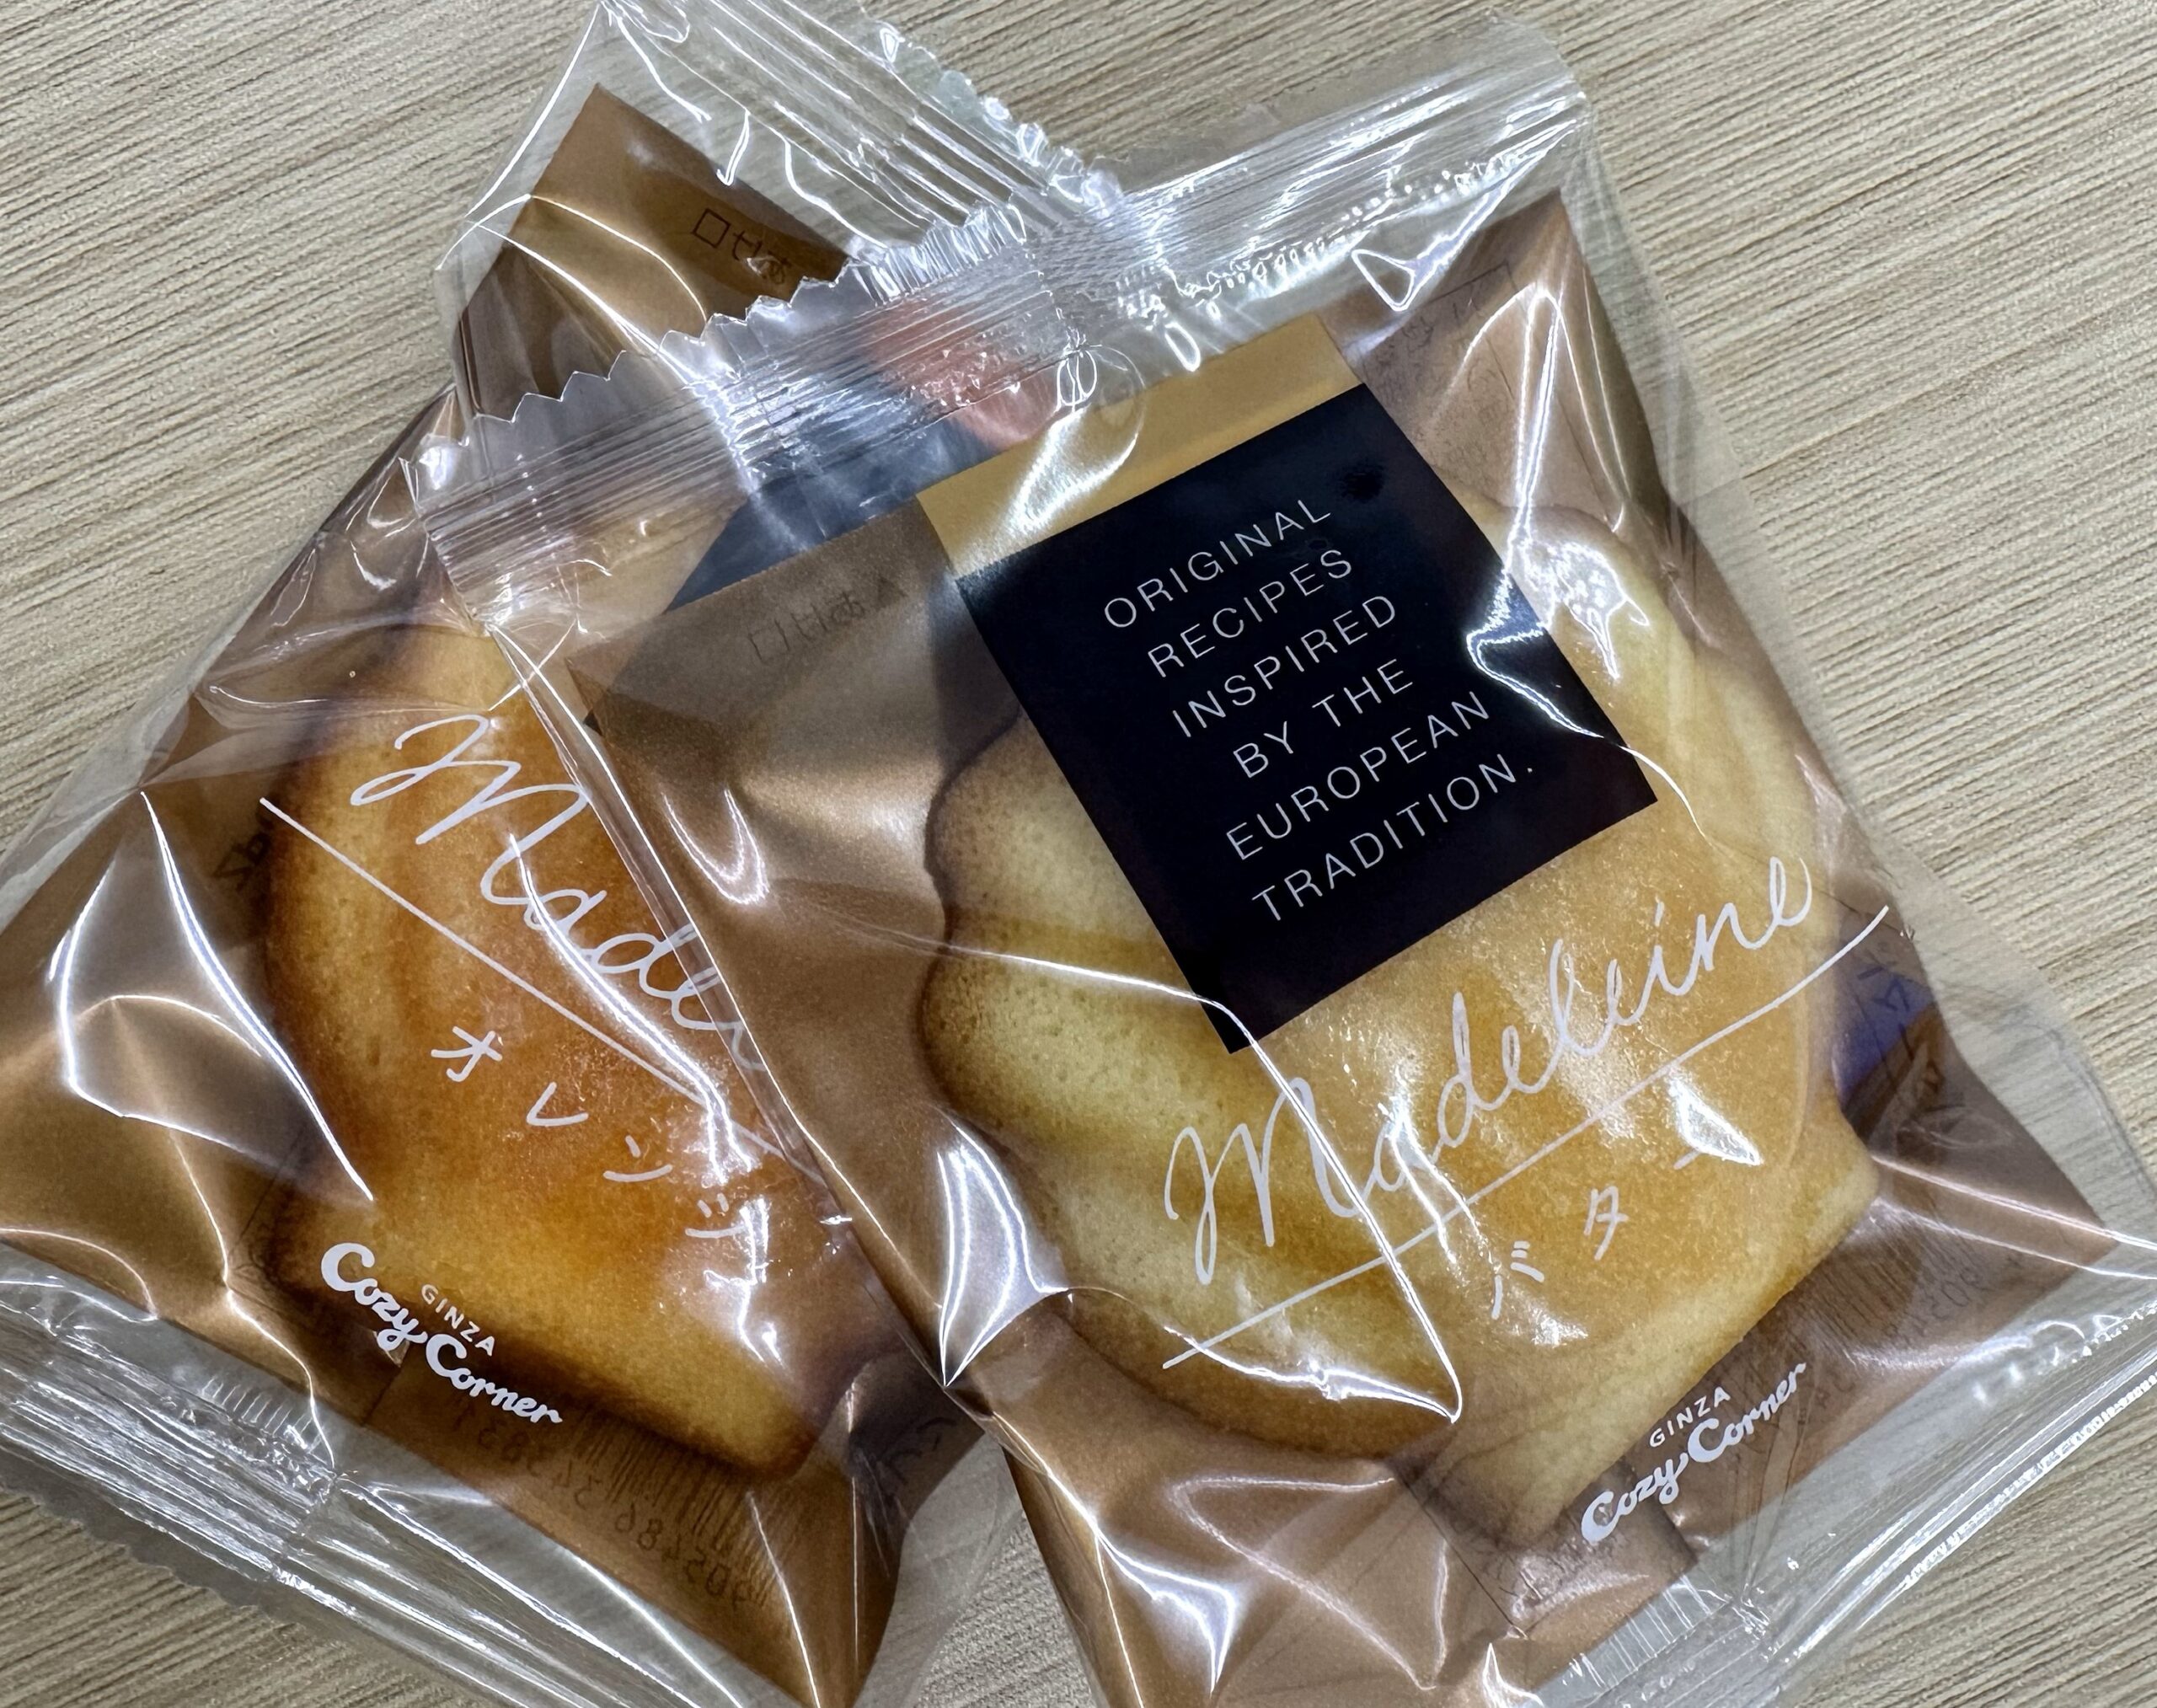 Made
オレンジ
GINZA
Cozy Corner
ORIGINAL
RECIPES
INSPIRED
BY THE
EUROPEAN
TRADITION.
Madeleine
バター
GINZA
Cozy Corner